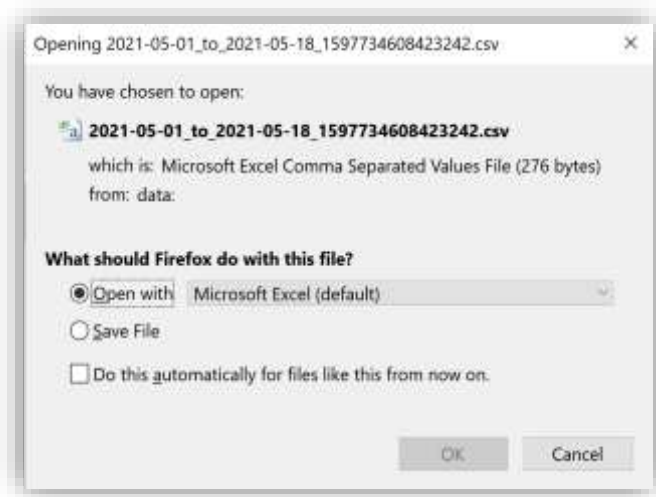 Opening 2021-05-01_to_2021-05-18_1597734608423242.csv
You have chosen to open:
2021-05-01_to_2021-05-18_1597734608423242.csv
which is: Microsoft Excel Comma Separated Values File (276 bytes)
from: data:
What should Firefox do with this file?
Open with Microsoft Excel (default)
Save File
Do this automatically for files like this from now on.
OK Cancel